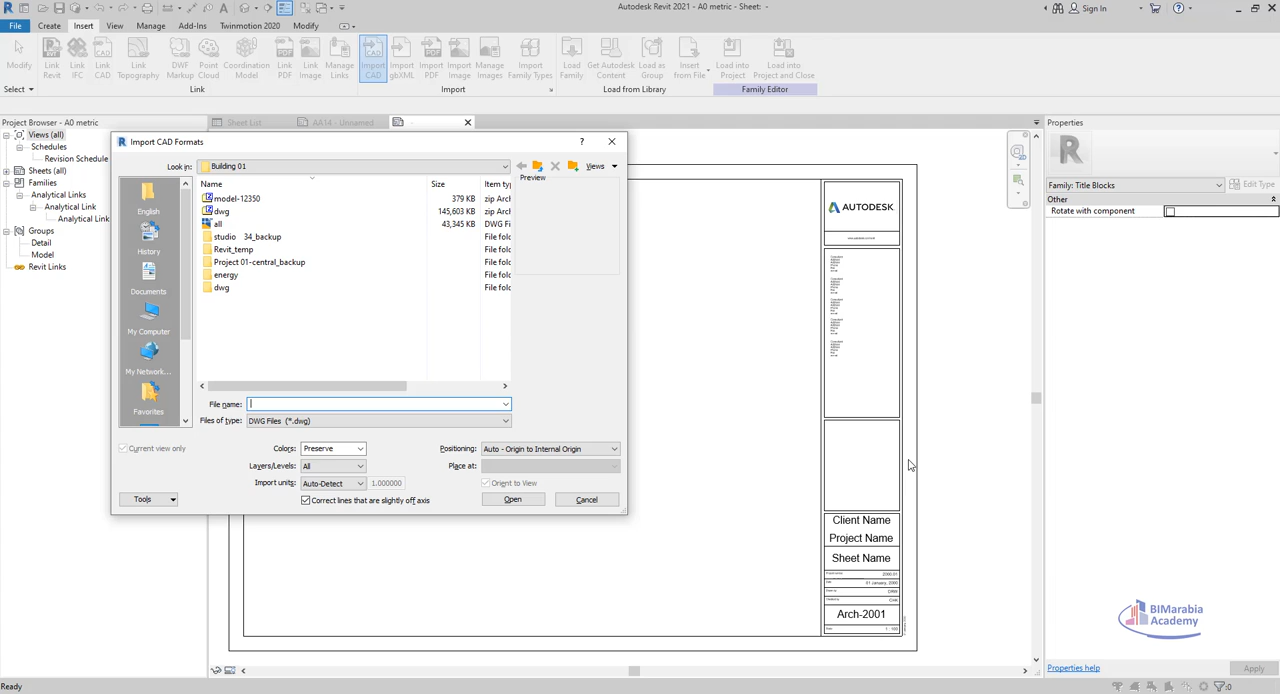 Autodesk Revit 2021 - A0 metric - Sheet: -
Sign In
File Create Insert View Manage Add-Ins Twinmotion 2020 Modify
Modify
Link Revit
Link IFC
Link CAD
Link Topography
DWF Markup
Point Cloud
Coordination Model
Link PDF
Link Image
Manage Links
Import CAD
Import gbXML
Import PDF
Import Image
Manage Images
Import Family Types
Load Family
Get Autodesk Content
Load as Group
Insert from File
Load into Project
Load into Project and Close
Select Link Import Load from Library Family Editor
Project Browser - A0 metric
Views (all)
Schedules
Revision Schedule
Sheets (all)
Families
Analytical Links
Analytical Link
Analytical Link
Groups
Detail
Model
Revit Links
Sheet List
AA14 - Unnamed
-
Import CAD Formats
Look in: Building 01
Views
Name Size Item typ
Preview
model-12350 379 KB zip Arch
dwg 145,603 KB zip Arch
all 43,345 KB DWG Fi
studio 34_backup File folc
Revit_temp File folc
Project 01-central_backup File folc
energy File folc
dwg File folc
English
History
Documents
My Computer
My Network...
Favorites
File name:
Files of type: DWG Files (*.dwg)
Current view only
Colors: Preserve
Positioning: Auto - Origin to Internal Origin
Layers/Levels: All
Place at:
Import units: Auto-Detect 1.000000
Orient to View
Correct lines that are slightly off axis
Tools Open Cancel
AUTODESK
Client Name
Project Name
Sheet Name
Arch-2001
Properties
R
Family: Title Blocks
Edit Type
Other
Rotate with component
BIMarabia
Academy
Properties help
Apply
Ready
:0